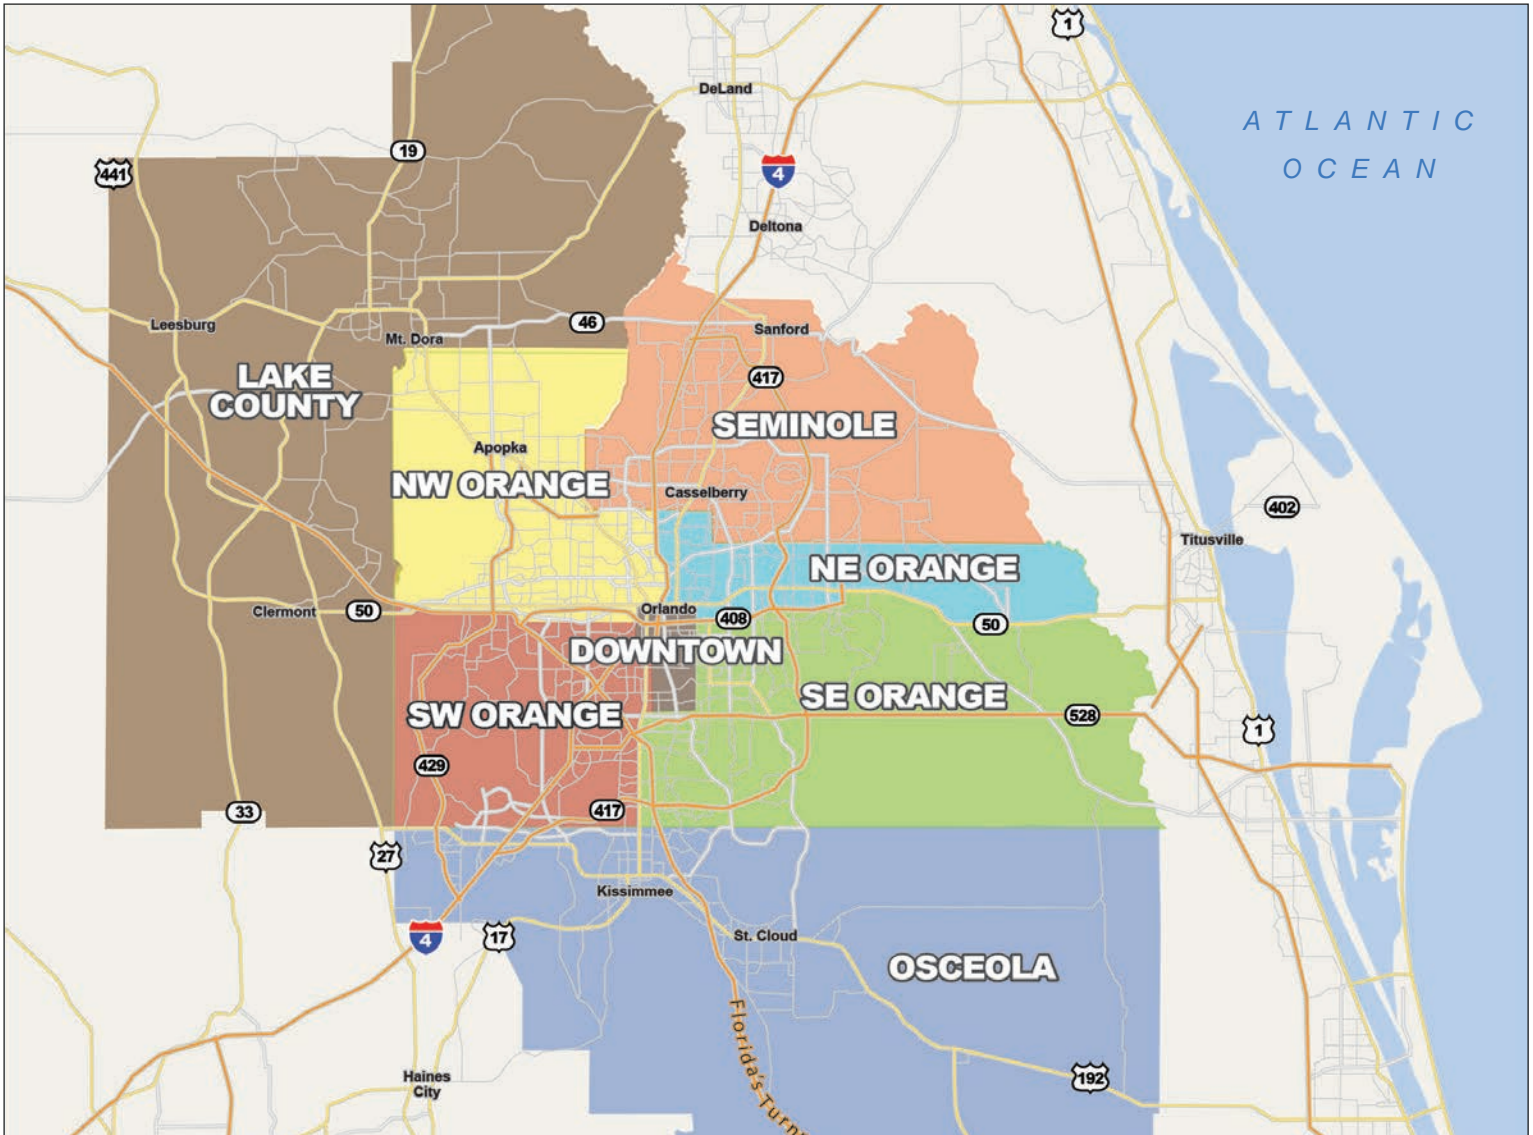 1
DeLand
ATLANTIC
OCEAN
19
441
4
Deltona
46
Leesburg
Sanford
Mt. Dora
417
LAKE
COUNTY
SEMINOLE
Apopka
NW ORANGE
Casselberry
402
Titusville
NE ORANGE
Clermont
50
Orlando
408
50
DOWNTOWN
SE ORANGE
SW ORANGE
528
1
429
33
417
27
Kissimmee
4
17
St. Cloud
OSCEOLA
Florida's Turn
Haines
City
192